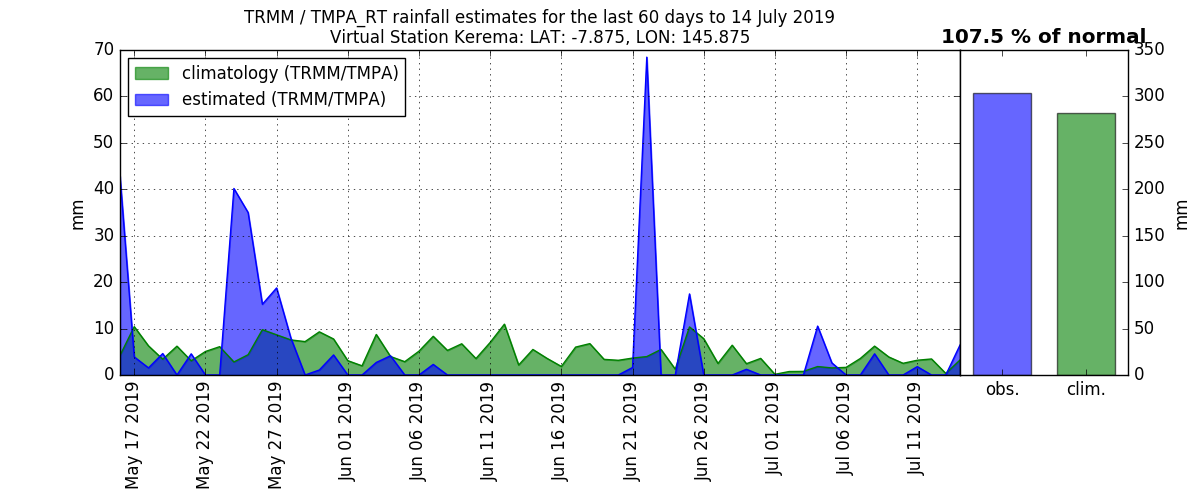 TRMM / TMPA_RT rainfall estimates for the last 60 days to 14 July 2019
Virtual Station Kerema: LAT: -7.875, LON: 145.875
107.5 % of normal
climatology (TRMM/TMPA)
estimated (TRMM/TMPA)
mm
70
60
50
40
30
20
10
0
May 17 2019
May 22 2019
May 27 2019
Jun 01 2019
Jun 06 2019
Jun 11 2019
Jun 16 2019
Jun 21 2019
Jun 26 2019
Jul 01 2019
Jul 06 2019
Jul 11 2019
obs.
clim.
350
300
250
200
150
100
50
0
mm